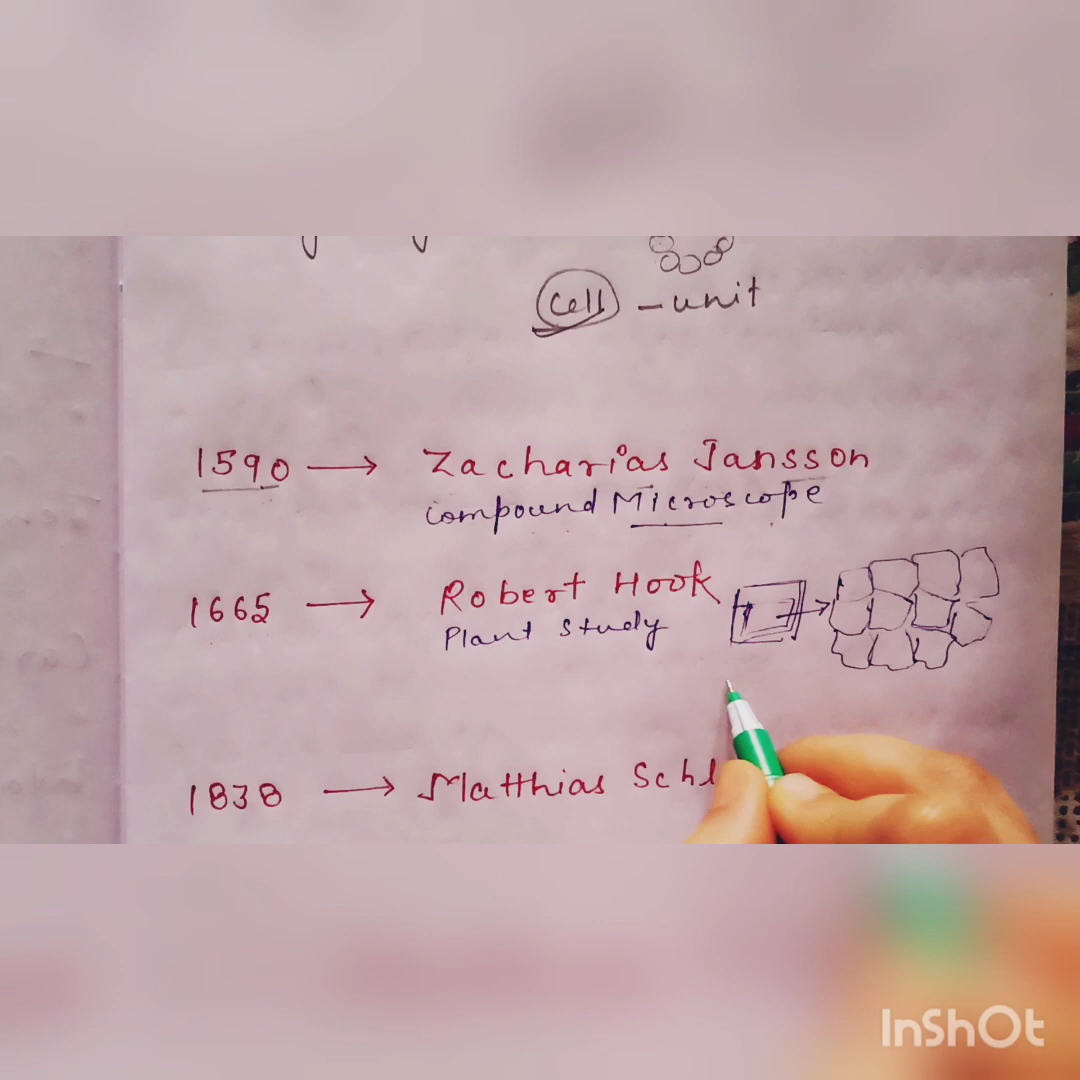 cell - unit
1590 → Zacharias Jansson
compound Microscope
1665 → Robert Hook
Plant study
1838 → Matthias Schl
InShOt